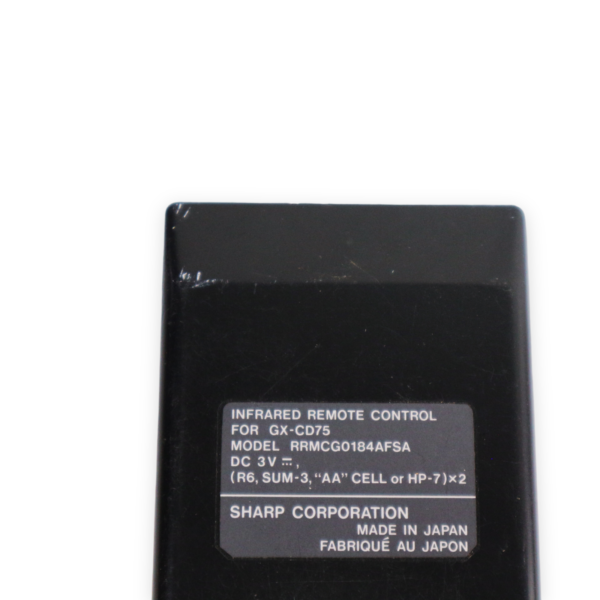 INFRARED REMOTE CONTROL
FOR GX-CD75
MODEL RRMCG0184AFSA
DC 3V ⎓,
(R6, SUM-3, "AA" CELL or HP-7)×2
SHARP CORPORATION
MADE IN JAPAN
FABRIQUÉ AU JAPON